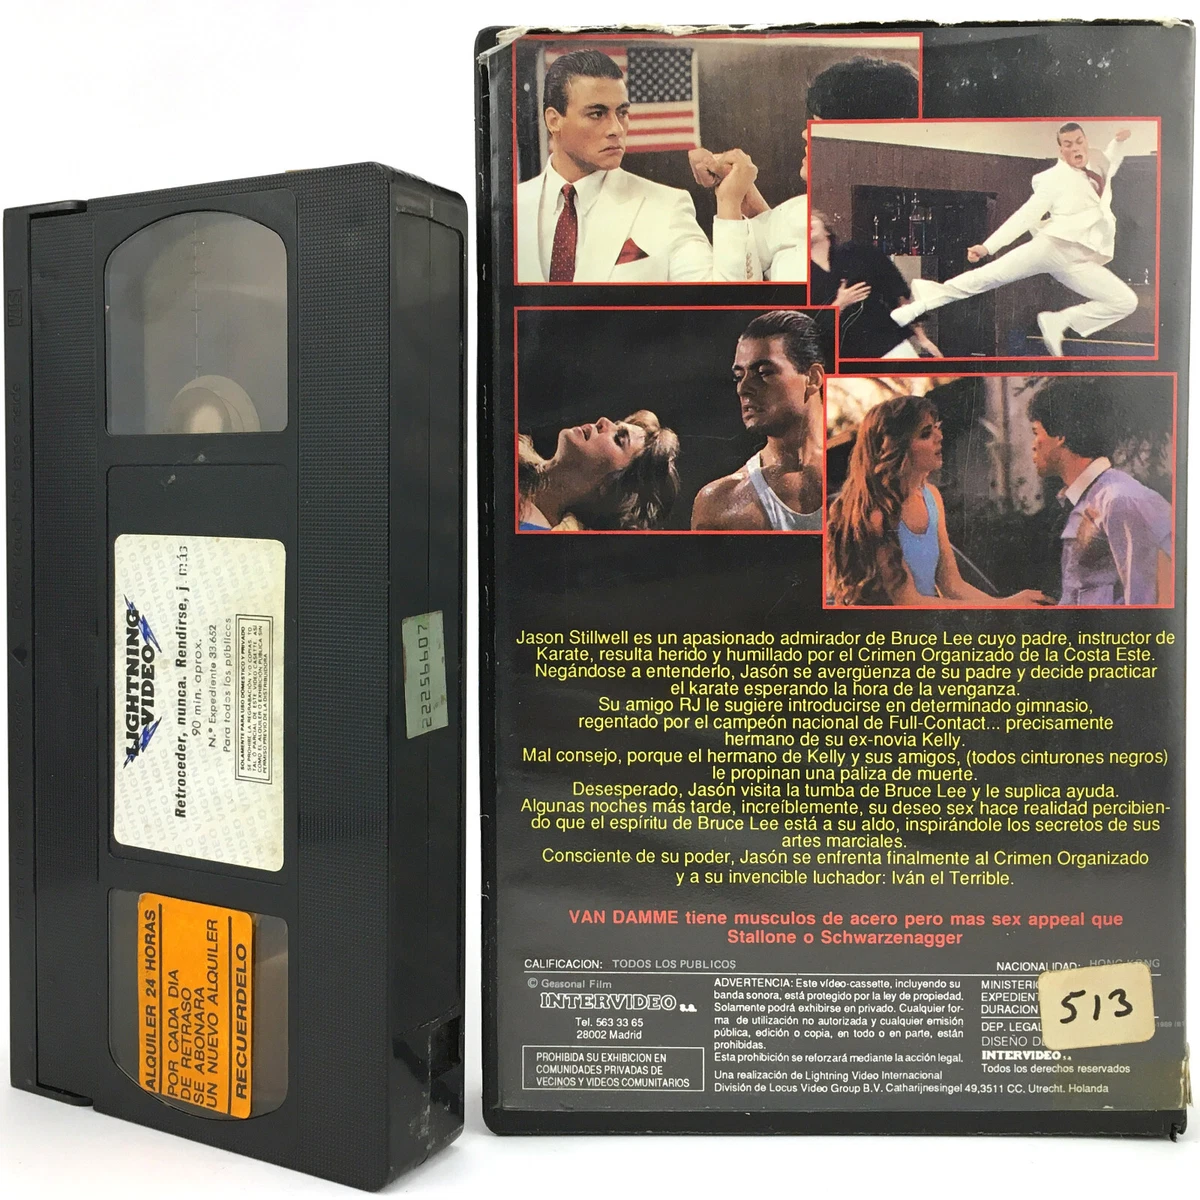 LIGHTNING
VIDEO
Retroceder, nunca. Rendirse, j más
90 min. aprox.
N.º Expediente 33.652
Para todos los públicos
SOLAMENTE PARA USO DOMESTICO Y PRIVADO
22256607
ALQUILER 24 HORAS
POR CADA DIA
DE RETRASO
SE ABONARA
UN NUEVO ALQUILER
RECUERDELO
Jason Stillwell es un apasionado admirador de Bruce Lee cuyo padre, instructor de
Karate, resulta herido y humillado por el Crimen Organizado de la Costa Este.
Negándose a entenderlo, Jasón se avergüenza de su padre y decide practicar
el karate esperando la hora de la venganza.
Su amigo RJ le sugiere introducirse en determinado gimnasio,
regentado por el campeón nacional de Full-Contact... precisamente
hermano de su ex-novia Kelly.
Mal consejo, porque el hermano de Kelly y sus amigos, (todos cinturones negros)
le propinan una paliza de muerte.
Desesperado, Jasón visita la tumba de Bruce Lee y le suplica ayuda.
Algunas noches más tarde, increíblemente, su deseo sex hace realidad percibien-
do que el espíritu de Bruce Lee está a su aldo, inspirándole los secretos de sus
artes marciales.
Consciente de su poder, Jasón se enfrenta finalmente al Crimen Organizado
y a su invencible luchador: Iván el Terrible.
VAN DAMME tiene musculos de acero pero mas sex appeal que
Stallone o Schwarzenagger
CALIFICACION: TODOS LOS PUBLICOS
NACIONALIDAD: HONG KONG
© Geasonal Film
INTERVIDEO s.a.
Tel. 563 33 65
28002 Madrid
PROHIBIDA SU EXHIBICION EN
COMUNIDADES PRIVADAS DE
VECINOS Y VIDEOS COMUNITARIOS
ADVERTENCIA: Este vídeo-cassette, incluyendo su
banda sonora, está protegido por la ley de propiedad.
Solamente podrá exhibirse en privado. Cualquier for-
ma de utilización no autorizada y cualquier emisión
pública, edición o copia, en todo o en parte, están
prohibidas.
Esta prohibición se reforzará mediante la acción legal.
Una realización de Lightning Video International
División de Locus Video Group B.V. Catharijnesingel 49,3511 CC. Utrecht. Holanda
MINISTERI
EXPEDIEN
DURACION
DEP. LEGAL
DISEÑO D
INTERVIDEO s.a.
Todos los derechos reservados
513